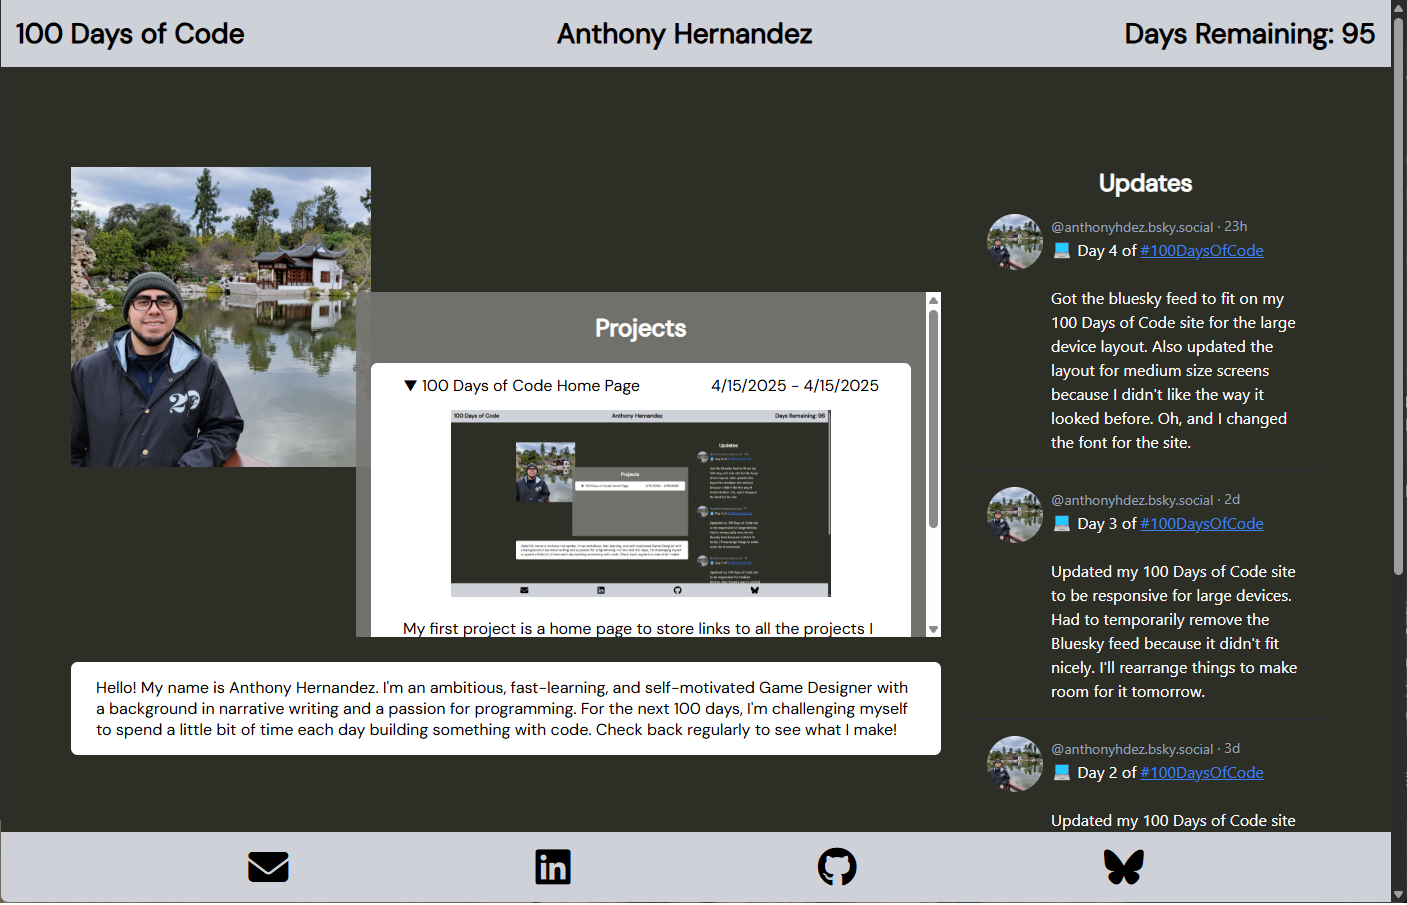 100 Days of Code
Anthony Hernandez
Days Remaining: 95
Projects
▼ 100 Days of Code Home Page
4/15/2025 - 4/15/2025
100 Days of Code
Anthony Hernandez
Days Remaining: 96
Updates
Projects
My first project is a home page to store links to all the projects I
Hello! My name is Anthony Hernandez. I'm an ambitious, fast-learning, and self-motivated Game Designer with
a background in narrative writing and a passion for programming. For the next 100 days, I'm challenging myself
to spend a little bit of time each day building something with code. Check back regularly to see what I make!
Updates
@anthonyhdez.bsky.social · 23h
💻 Day 4 of #100DaysOfCode
Got the bluesky feed to fit on my
100 Days of Code site for the large
device layout. Also updated the
layout for medium size screens
because I didn't like the way it
looked before. Oh, and I changed
the font for the site.
@anthonyhdez.bsky.social · 2d
💻 Day 3 of #100DaysOfCode
Updated my 100 Days of Code site
to be responsive for large devices.
Had to temporarily remove the
Bluesky feed because it didn't fit
nicely. I'll rearrange things to make
room for it tomorrow.
@anthonyhdez.bsky.social · 3d
💻 Day 2 of #100DaysOfCode
Updated my 100 Days of Code site